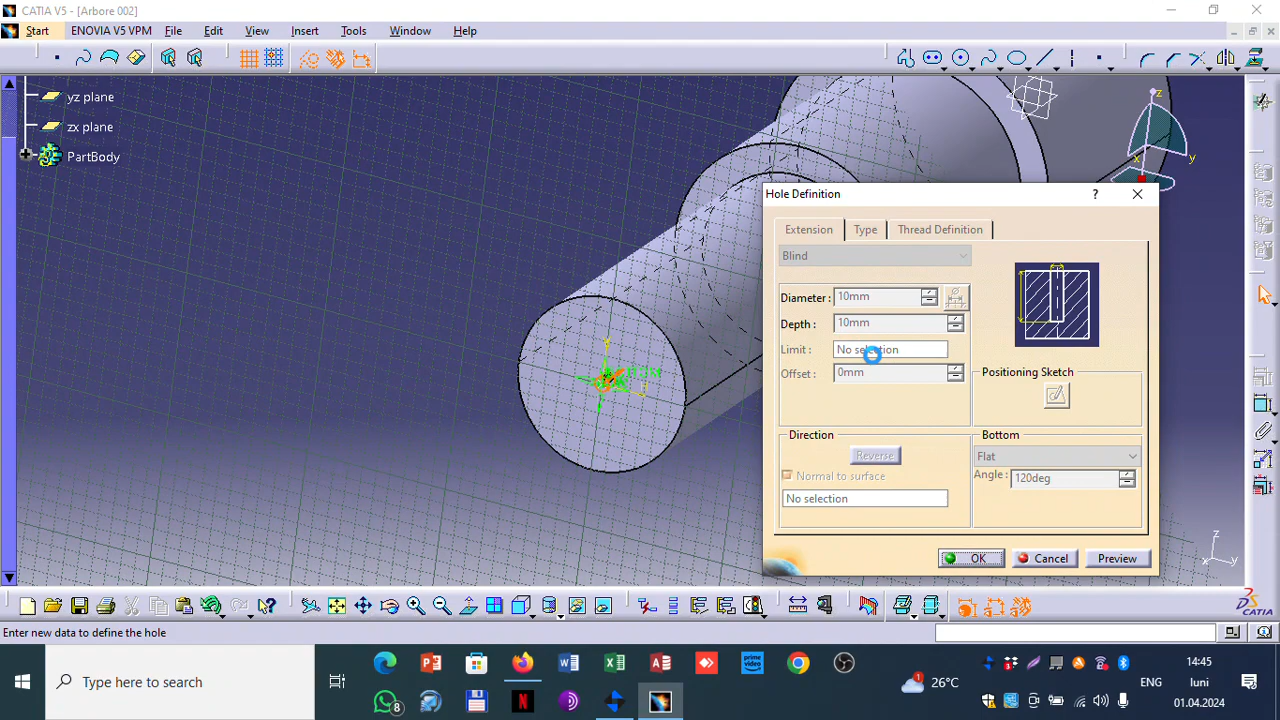 CATIA V5 - [Arbore 002]
Start ENOVIA V5 VPM File Edit View Insert Tools Window Help
yz plane
zx plane
PartBody
z
x
y
Hole Definition ?
Extension Type Thread Definition
Blind
Diameter : 10mm
Depth : 10mm
Limit : No selection
Offset : 0mm
Positioning Sketch
Direction
Reverse
Normal to surface
No selection
Bottom
Flat
Angle : 120deg
OK Cancel Preview
z
y
CATIA
Enter new data to define the hole
Type here to search
8
1
26°C
ENG
14:45
luni
01.04.2024